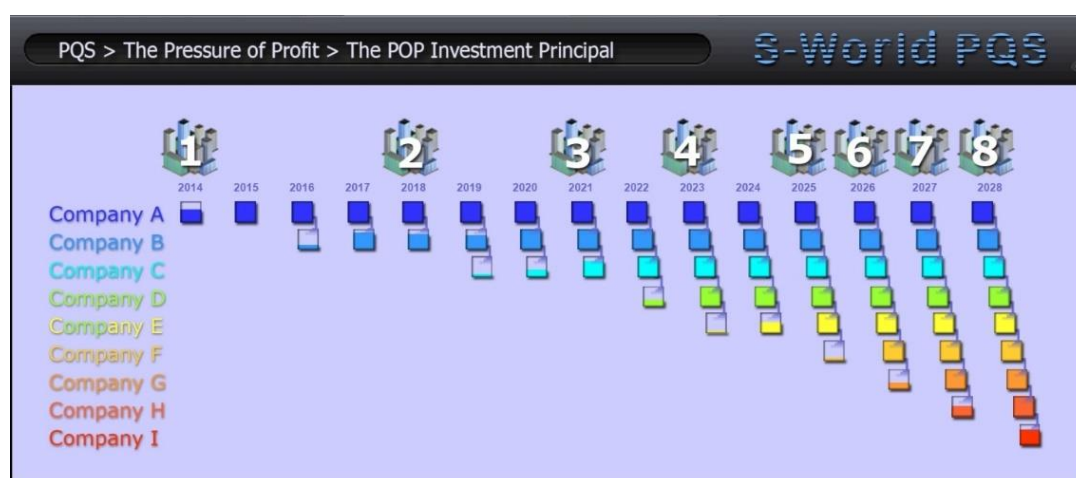 PQS > The Pressure of Profit > The POP Investment Principal
S-World PQS
1 2 3 4 5 6 7 8
2014 2015 2016 2017 2018 2019 2020 2021 2022 2023 2024 2025 2026 2027 2028
Company A
Company B
Company C
Company D
Company E
Company F
Company G
Company H
Company I